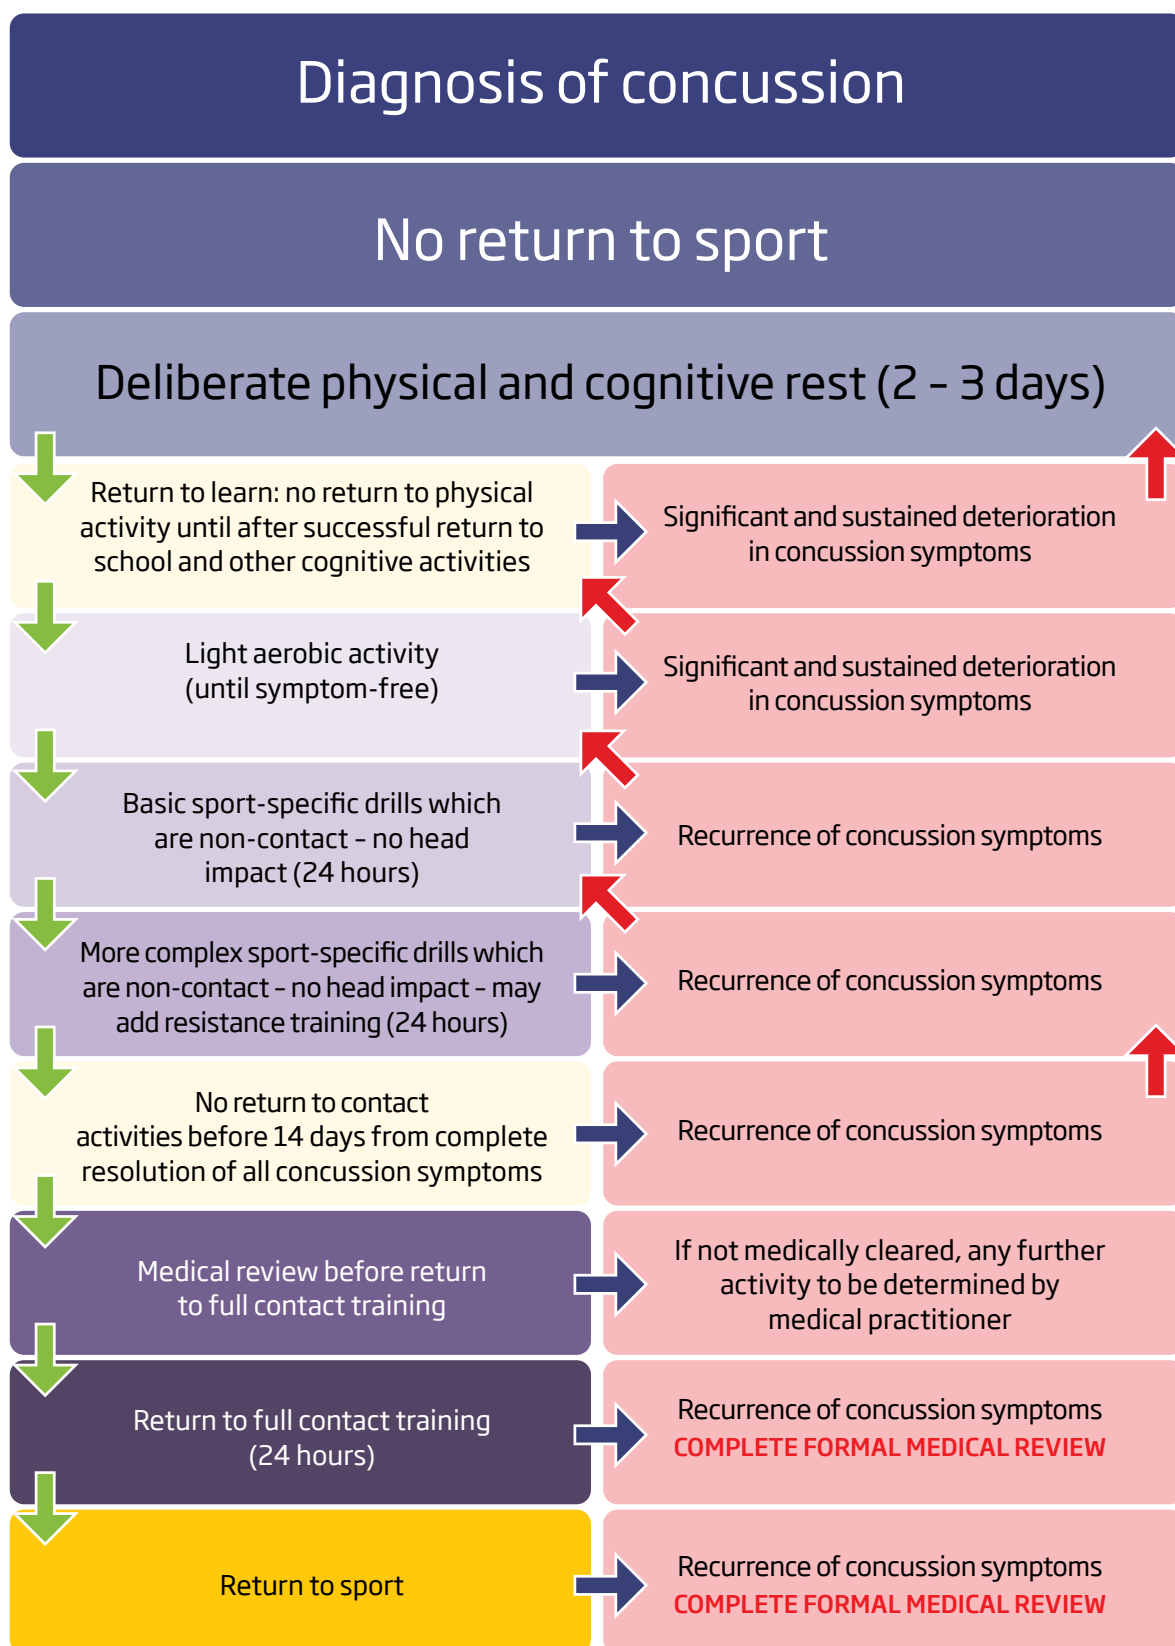 Diagnosis of concussion
No return to sport
Deliberate physical and cognitive rest (2 – 3 days)
Return to learn: no return to physical
activity until after successful return to
school and other cognitive activities
Significant and sustained deterioration
in concussion symptoms
Light aerobic activity
(until symptom-free)
Significant and sustained deterioration
in concussion symptoms
Basic sport-specific drills which
are non-contact – no head
impact (24 hours)
Recurrence of concussion symptoms
More complex sport-specific drills which
are non-contact – no head impact – may
add resistance training (24 hours)
Recurrence of concussion symptoms
No return to contact
activities before 14 days from complete
resolution of all concussion symptoms
Recurrence of concussion symptoms
Medical review before return
to full contact training
If not medically cleared, any further
activity to be determined by
medical practitioner
Return to full contact training
(24 hours)
Recurrence of concussion symptoms
COMPLETE FORMAL MEDICAL REVIEW
Return to sport
Recurrence of concussion symptoms
COMPLETE FORMAL MEDICAL REVIEW